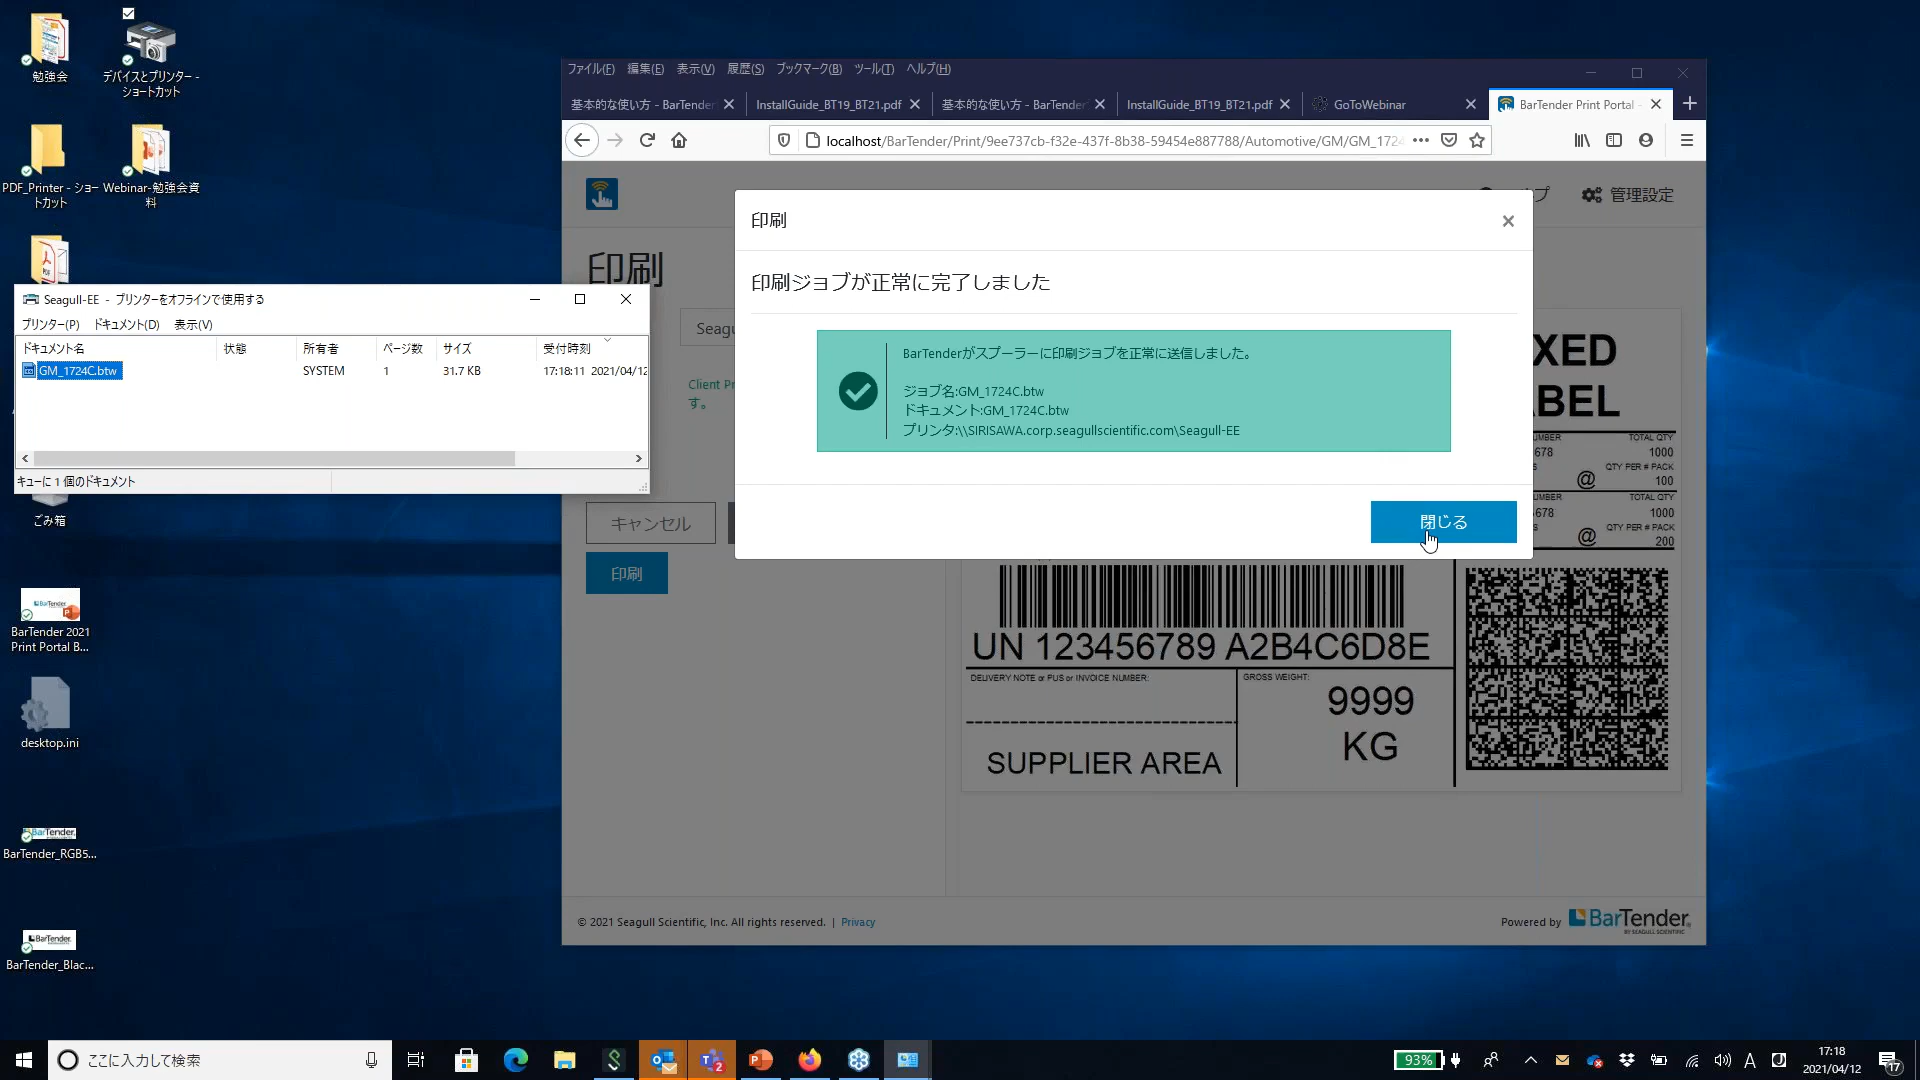 勉強会
デバイスとプリンター -
ショートカット
PDF_Printer - ショー
トカット
Webinar-勉強会資
料
ごみ箱
BarTender 2021
Print Portal B...
desktop.ini
BarTender_RGB5...
BarTender_Blac...
Seagull-EE - プリンターをオフラインで使用する
プリンター(P) ドキュメント(D) 表示(V)
ドキュメント名 状態 所有者 ページ数 サイズ 受付時刻
GM_1724C.btw SYSTEM 1 31.7 KB 17:18:11 2021/04/12
キューに 1 個のドキュメント
ファイル(F) 編集(E) 表示(V) 履歴(S) ブックマーク(B) ツール(T) ヘルプ(H)
基本的な使い方 - BarTender InstallGuide_BT19_BT21.pdf 基本的な使い方 - BarTender InstallGuide_BT19_BT21.pdf GoToWebinar BarTender Print Portal -
localhost/BarTender/Print/9ee737cb-f32e-437f-8b38-59454e887788/Automotive/GM/GM_1724
管理設定
印刷
Seagu
Client Pr
す。
キャンセル
印刷
印刷
印刷ジョブが正常に完了しました
BarTenderがスプーラーに印刷ジョブを正常に送信しました。
ジョブ名:GM_1724C.btw
ドキュメント:GM_1724C.btw
プリンタ:\\SIRISAWA.corp.seagullscientific.com\Seagull-EE
閉じる
XED
BEL
UMBER TOTAL QTY
678 1000
QTY PER # PACK
@ 100
UMBER TOTAL QTY
678 1000
QTY PER # PACK
@ 200
UN 123456789 A2B4C6D8E
DELIVERY NOTE or PUS or INVOICE NUMBER:
GROSS WEIGHT:
9999
KG
SUPPLIER AREA
© 2021 Seagull Scientific, Inc. All rights reserved. | Privacy
Powered by BarTender
BY SEAGULL SCIENTIFIC
ここに入力して検索
93%
A
17:18
2021/04/12
17